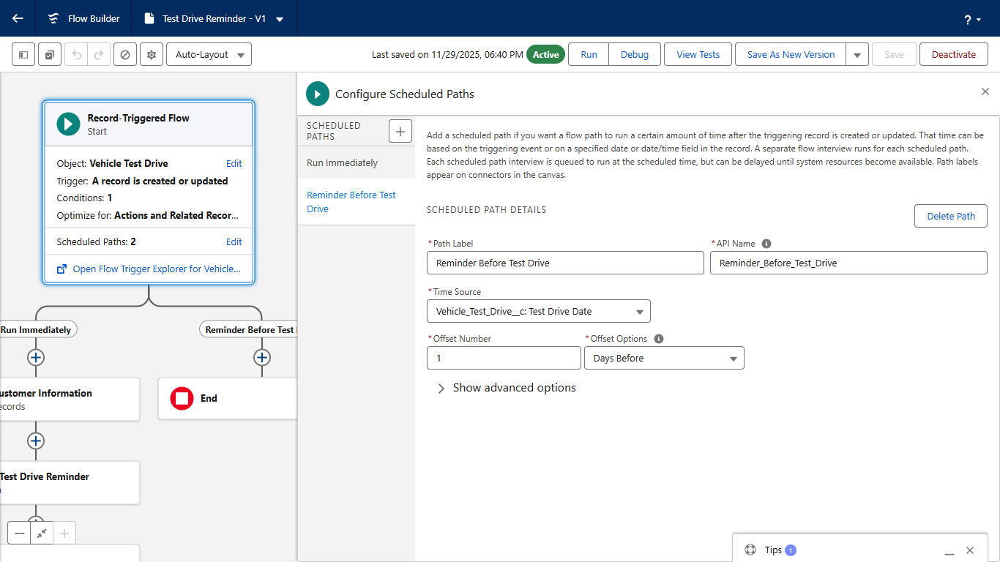 Flow Builder
Test Drive Reminder - V1
?
Auto-Layout
Last saved on 11/29/2025, 06:40 PM
Active
Run
Debug
View Tests
Save As New Version
Save
Deactivate
Record-Triggered Flow
Start
Object: Vehicle Test Drive
Edit
Trigger: A record is created or updated
Conditions: 1
Optimize for: Actions and Related Recor...
Scheduled Paths: 2
Edit
Open Flow Trigger Explorer for Vehicle...
Run Immediately
Reminder Before Test
ustomer Information
ecords
End
Test Drive Reminder
Configure Scheduled Paths
SCHEDULED
PATHS
Run Immediately
Reminder Before Test
Drive
Add a scheduled path if you want a flow path to run a certain amount of time after the triggering record is created or updated. That time can be
based on the triggering event or on a specified date or date/time field in the record. A separate flow interview runs for each scheduled path.
Each scheduled path interview is queued to run at the scheduled time, but can be delayed until system resources become available. Path labels
appear on connectors in the canvas.
SCHEDULED PATH DETAILS
Delete Path
*Path Label
Reminder Before Test Drive
*API Name
Reminder_Before_Test_Drive
*Time Source
Vehicle_Test_Drive__c: Test Drive Date
*Offset Number
1
*Offset Options
Days Before
Show advanced options
Tips 1